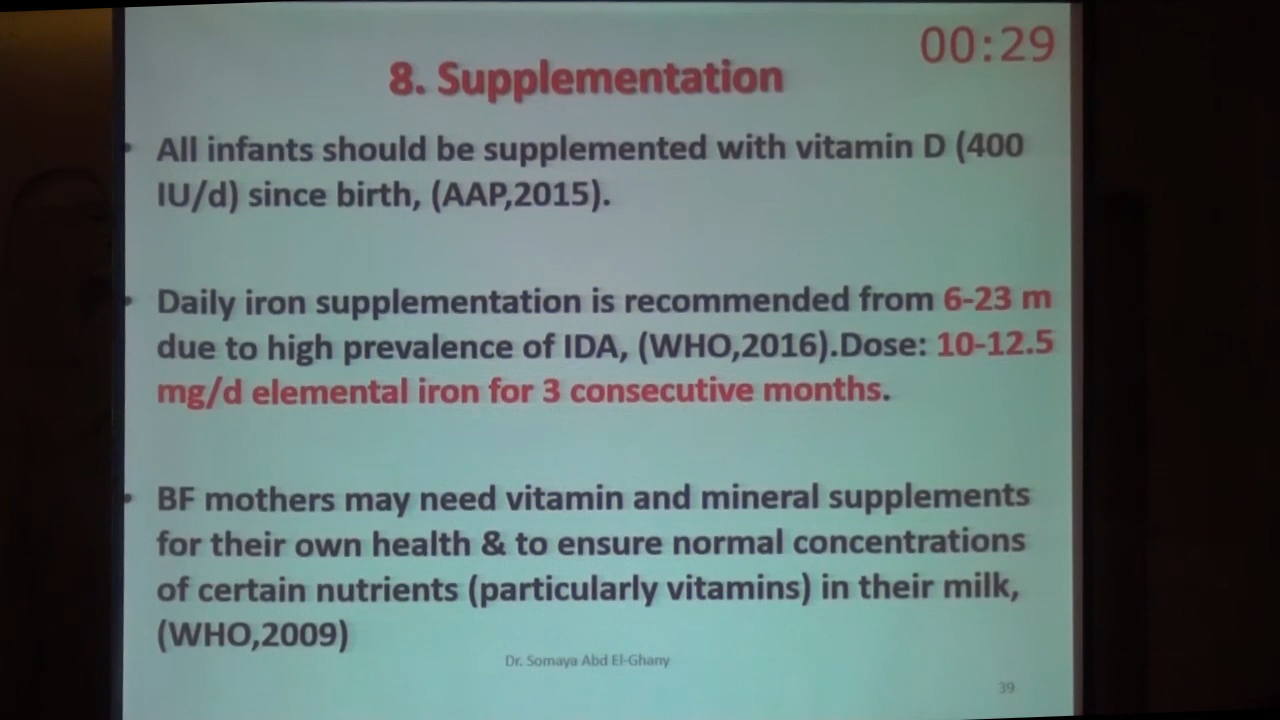 00:29
8. Supplementation
• All infants should be supplemented with vitamin D (400
IU/d) since birth, (AAP,2015).
• Daily iron supplementation is recommended from 6-23 m
due to high prevalence of IDA, (WHO,2016).Dose: 10-12.5
mg/d elemental iron for 3 consecutive months.
• BF mothers may need vitamin and mineral supplements
for their own health & to ensure normal concentrations
of certain nutrients (particularly vitamins) in their milk,
(WHO,2009)
Dr. Somaya Abd El-Ghany
39